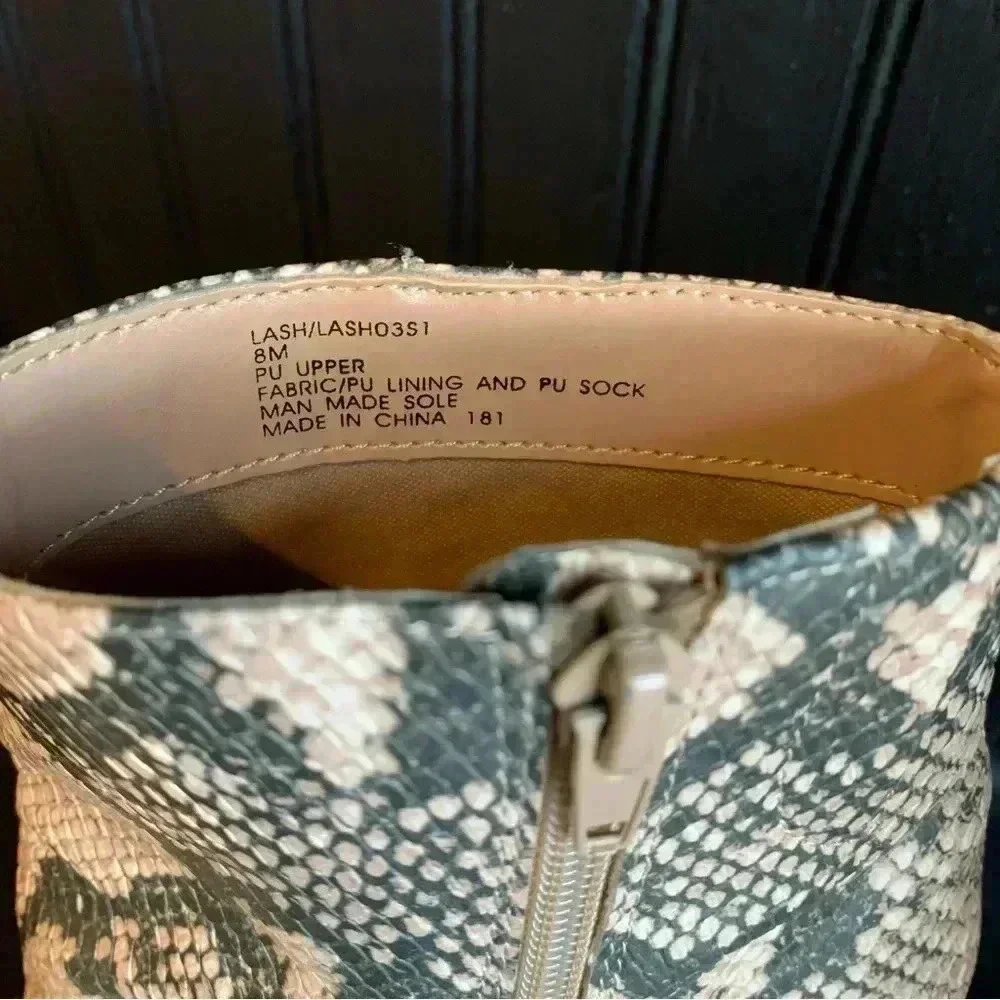 LASH/LASH03S1
8M
PU UPPER
FABRIC/PU LINING AND PU SOCK
MAN MADE SOLE
MADE IN CHINA 181